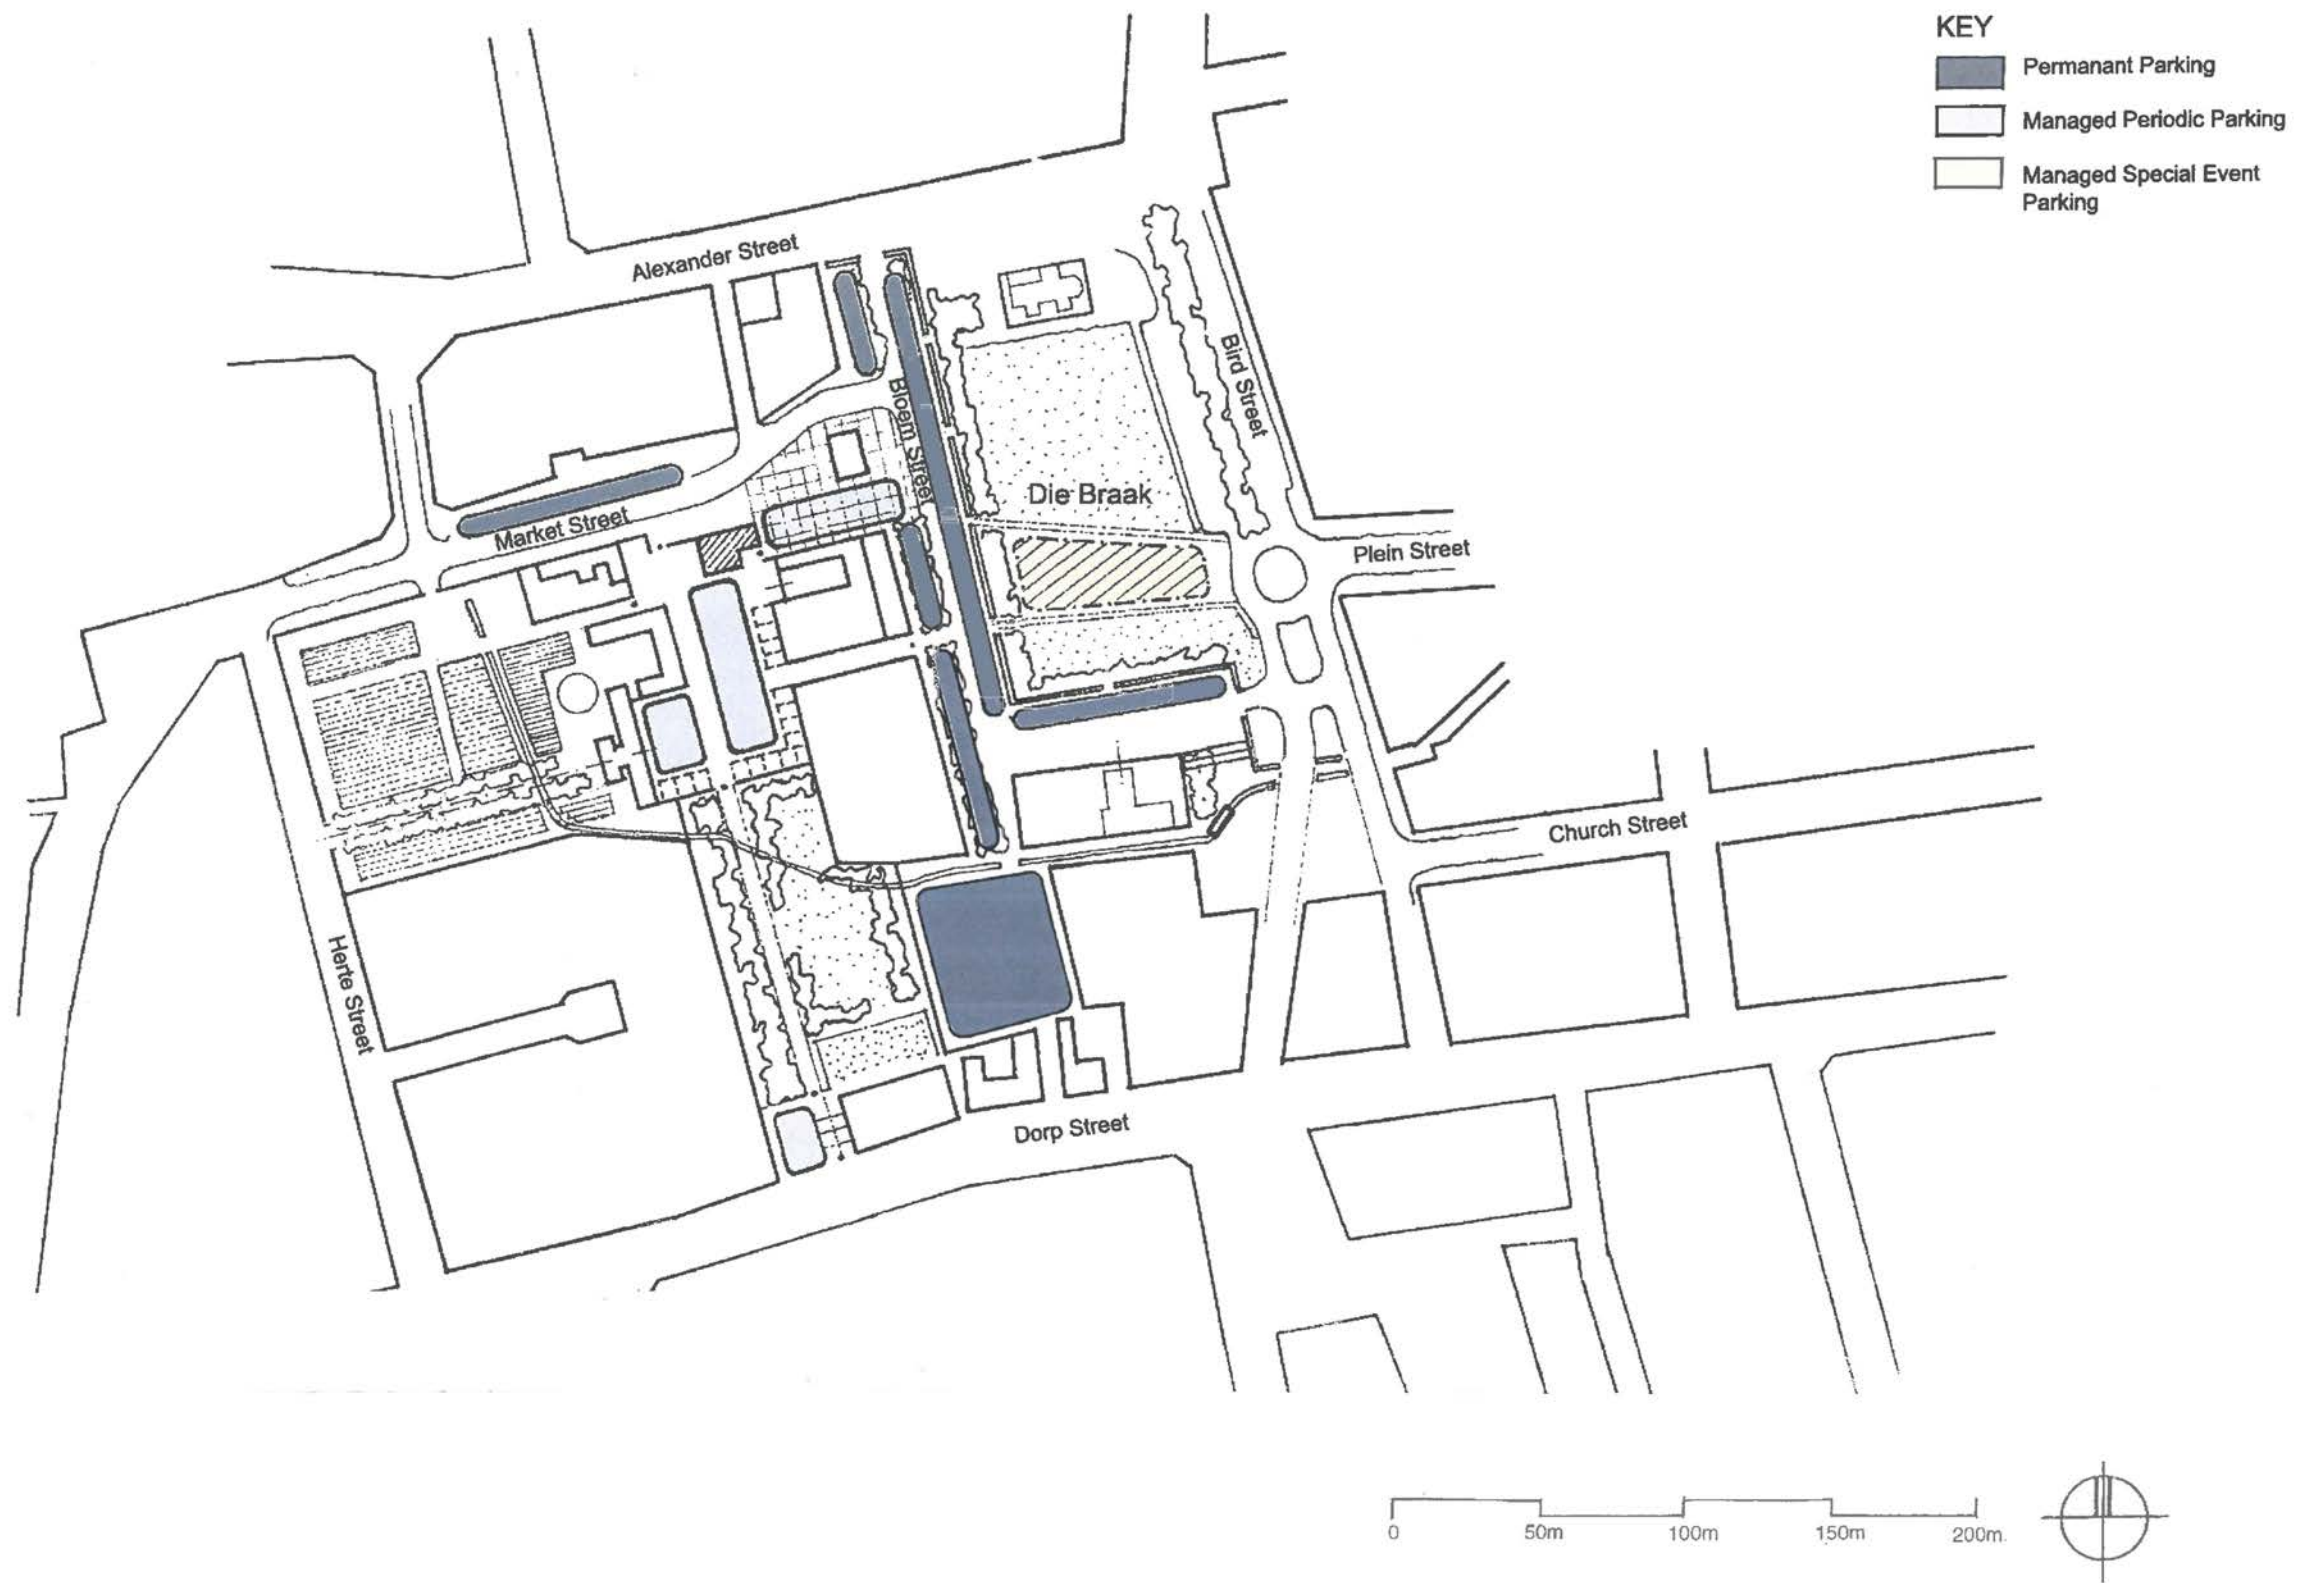 KEY
Permanant Parking
Managed Periodic Parking
Managed Special Event
Parking
Alexander Street
Bird Street
Bloem Street
Die Braak
Market Street
Plein Street
Church Street
Herte Street
Dorp Street
0
50m
100m
150m
200m.